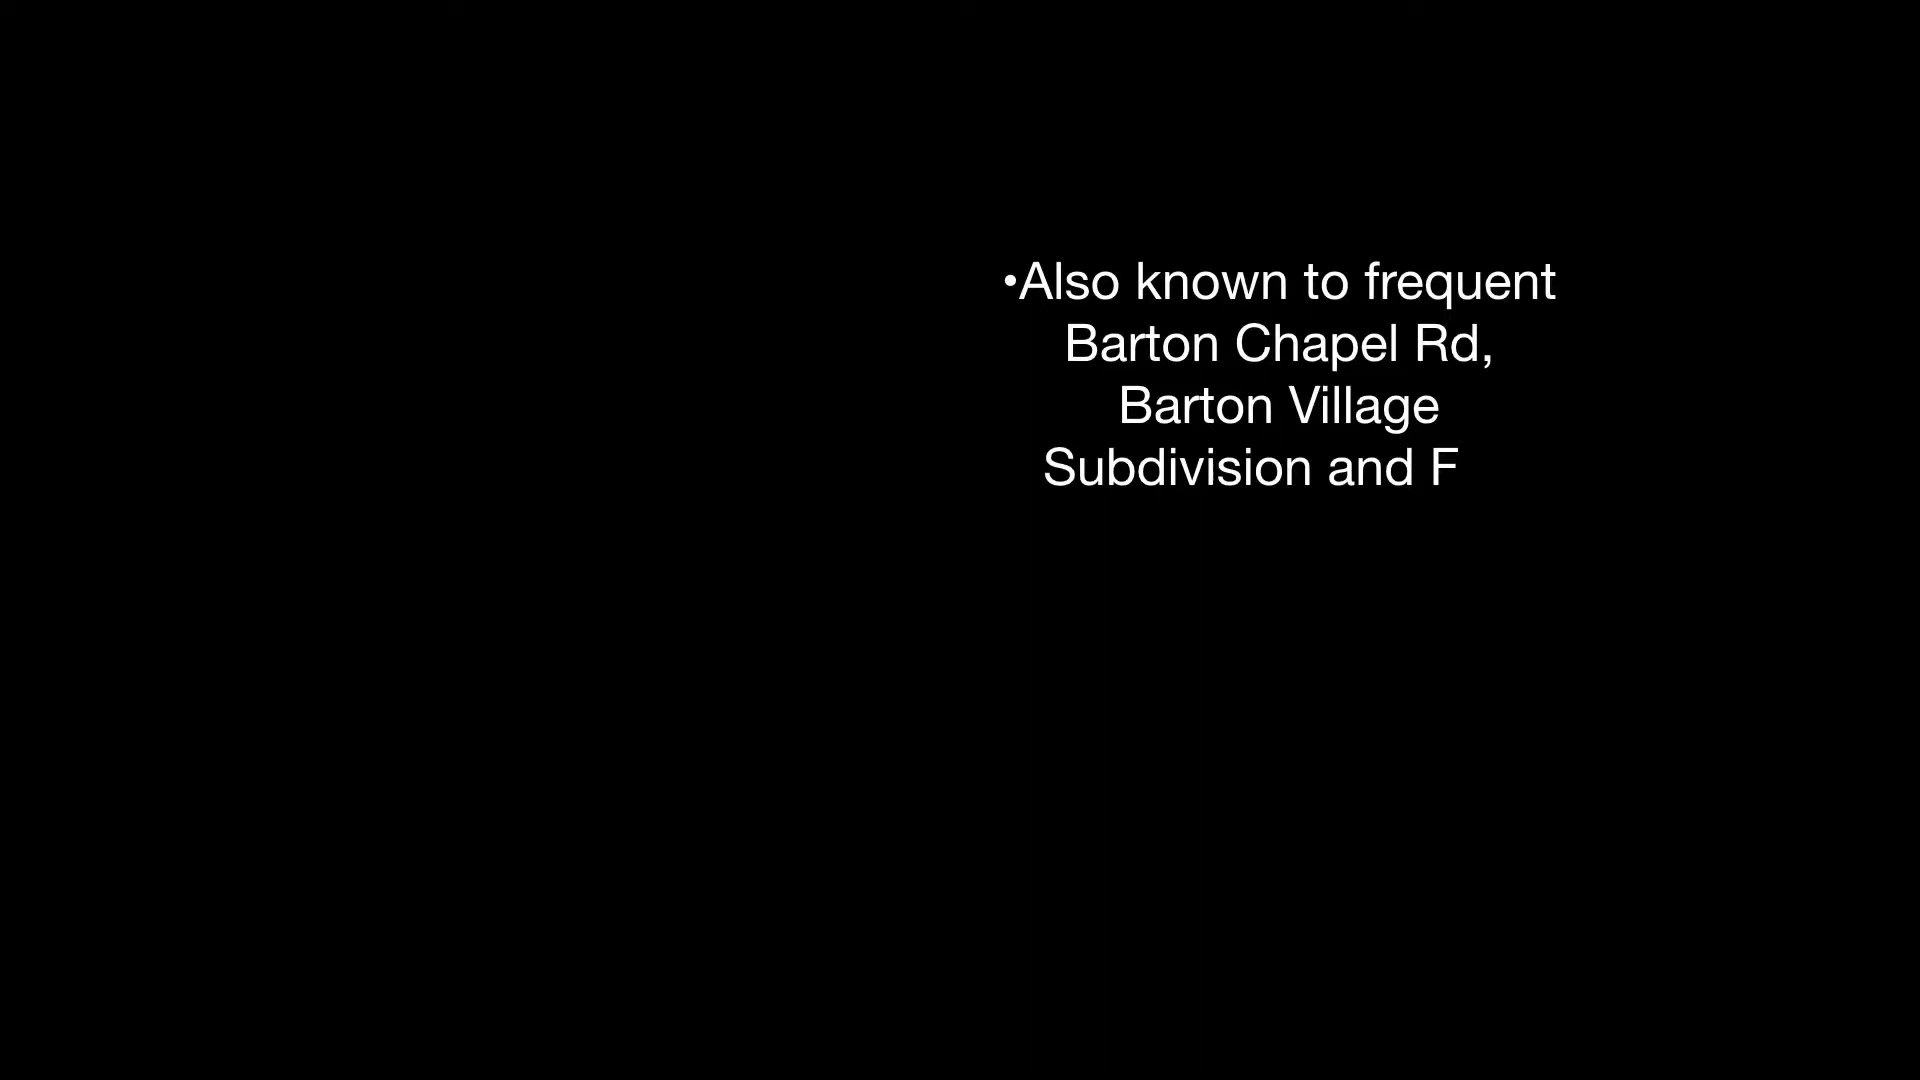 •Also known to frequent
Barton Chapel Rd,
Barton Village
Subdivision and F